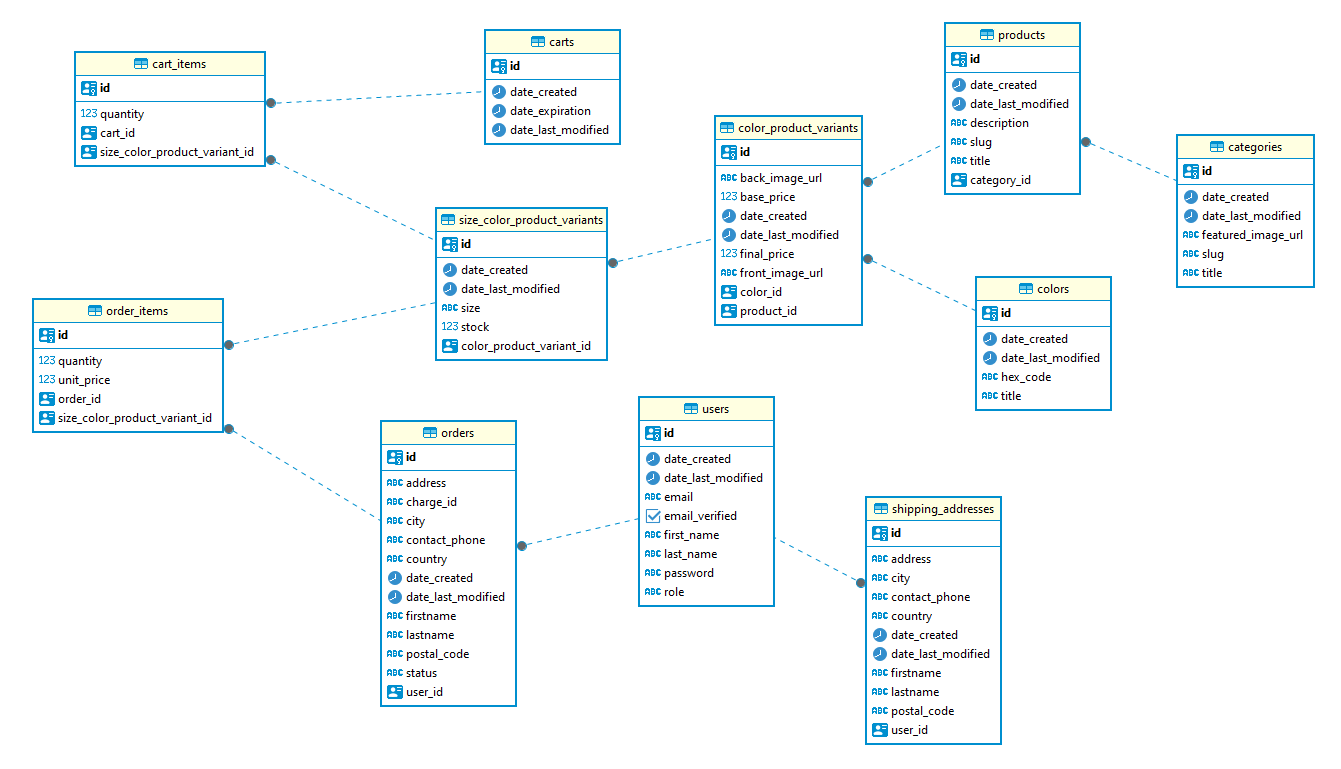 cart_items
id
123 quantity
cart_id
size_color_product_variant_id
carts
id
date_created
date_expiration
date_last_modified
products
id
date_created
date_last_modified
ABC description
ABC slug
ABC title
category_id
color_product_variants
id
ABC back_image_url
123 base_price
date_created
date_last_modified
123 final_price
ABC front_image_url
color_id
product_id
categories
id
date_created
date_last_modified
ABC featured_image_url
ABC slug
ABC title
size_color_product_variants
id
date_created
date_last_modified
ABC size
123 stock
color_product_variant_id
colors
id
date_created
date_last_modified
ABC hex_code
ABC title
order_items
id
123 quantity
123 unit_price
order_id
size_color_product_variant_id
orders
id
ABC address
ABC charge_id
ABC city
ABC contact_phone
ABC country
date_created
date_last_modified
ABC firstname
ABC lastname
ABC postal_code
ABC status
user_id
users
id
date_created
date_last_modified
ABC email
email_verified
ABC first_name
ABC last_name
ABC password
ABC role
shipping_addresses
id
ABC address
ABC city
ABC contact_phone
ABC country
date_created
date_last_modified
ABC firstname
ABC lastname
ABC postal_code
user_id